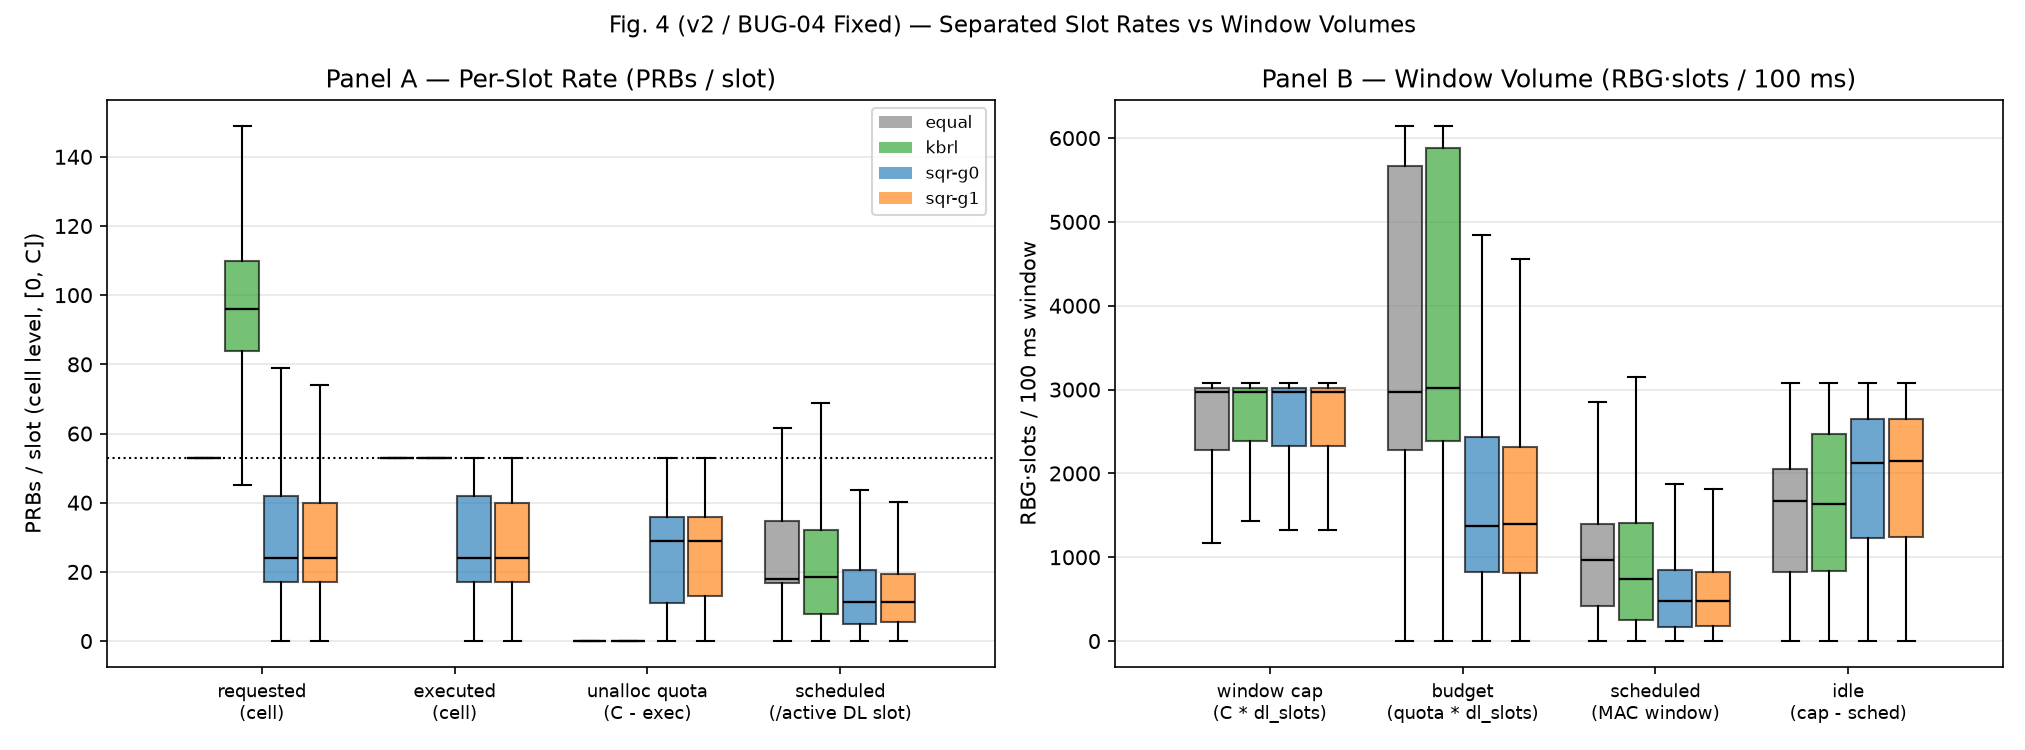 Fig. 4 (v2 / BUG-04 Fixed) — Separated Slot Rates vs Window Volumes
Panel A — Per-Slot Rate (PRBs / slot)
PRBs / slot (cell level, [0, C])
140
120
100
80
60
40
20
0
equal
kbrl
sqr-g0
sqr-g1
requested
(cell)
executed
(cell)
unalloc quota
(C - exec)
scheduled
(/active DL slot)
Panel B — Window Volume (RBG·slots / 100 ms)
RBG·slots / 100 ms window
6000
5000
4000
3000
2000
1000
0
window cap
(C * dl_slots)
budget
(quota * dl_slots)
scheduled
(MAC window)
idle
(cap - sched)